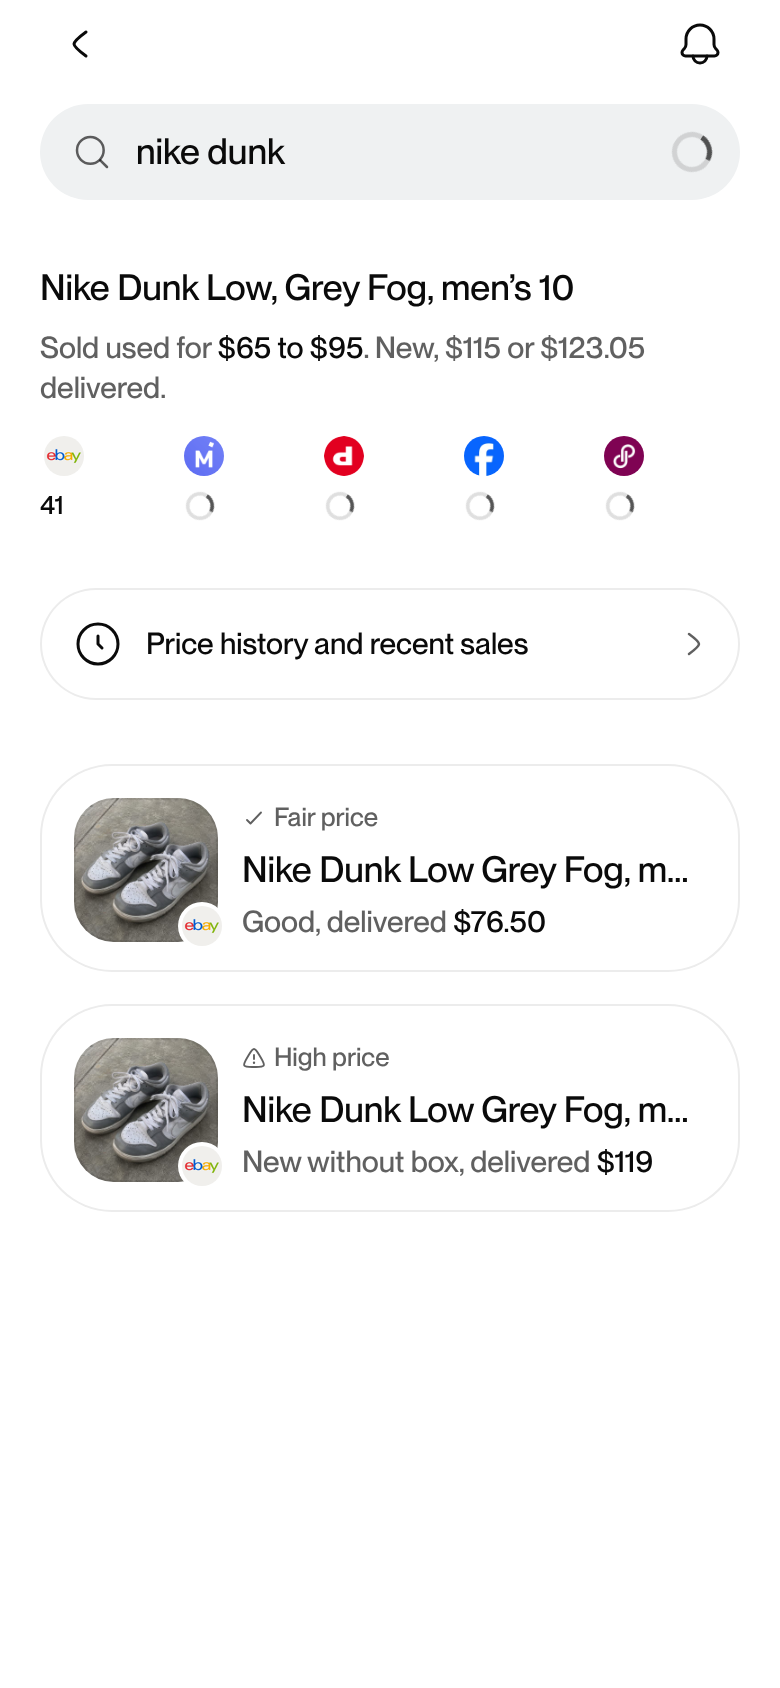 nike dunk
Nike Dunk Low, Grey Fog, men’s 10
Sold used for $65 to $95. New, $115 or $123.05
delivered.
ebay
41
Price history and recent sales
Fair price
Nike Dunk Low Grey Fog, m...
Good, delivered $76.50
ebay
High price
Nike Dunk Low Grey Fog, m...
New without box, delivered $119
ebay